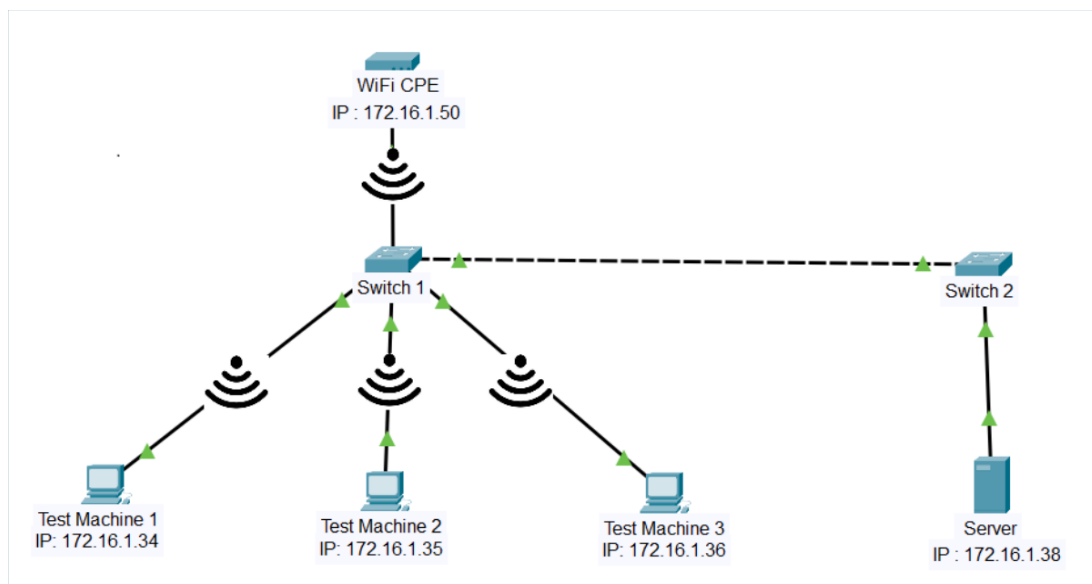 WiFi CPE
IP : 172.16.1.50
Switch 1
Switch 2
Test Machine 1
IP: 172.16.1.34
Test Machine 2
IP: 172.16.1.35
Test Machine 3
IP: 172.16.1.36
Server
IP : 172.16.1.38